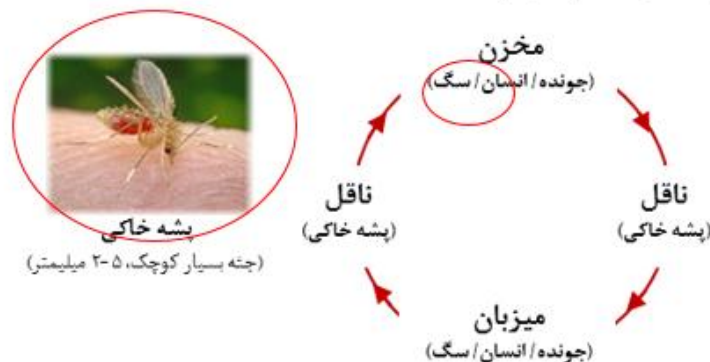 مخزن
(جونده/ انسان/ سگ)
ناقل
(پشه خاکی)
ناقل
(پشه خاکی)
میزبان
(جونده/ انسان/ سگ)
پشه خاکی
(جثه بسیار کوچک، ۵-۲ میلیمتر)